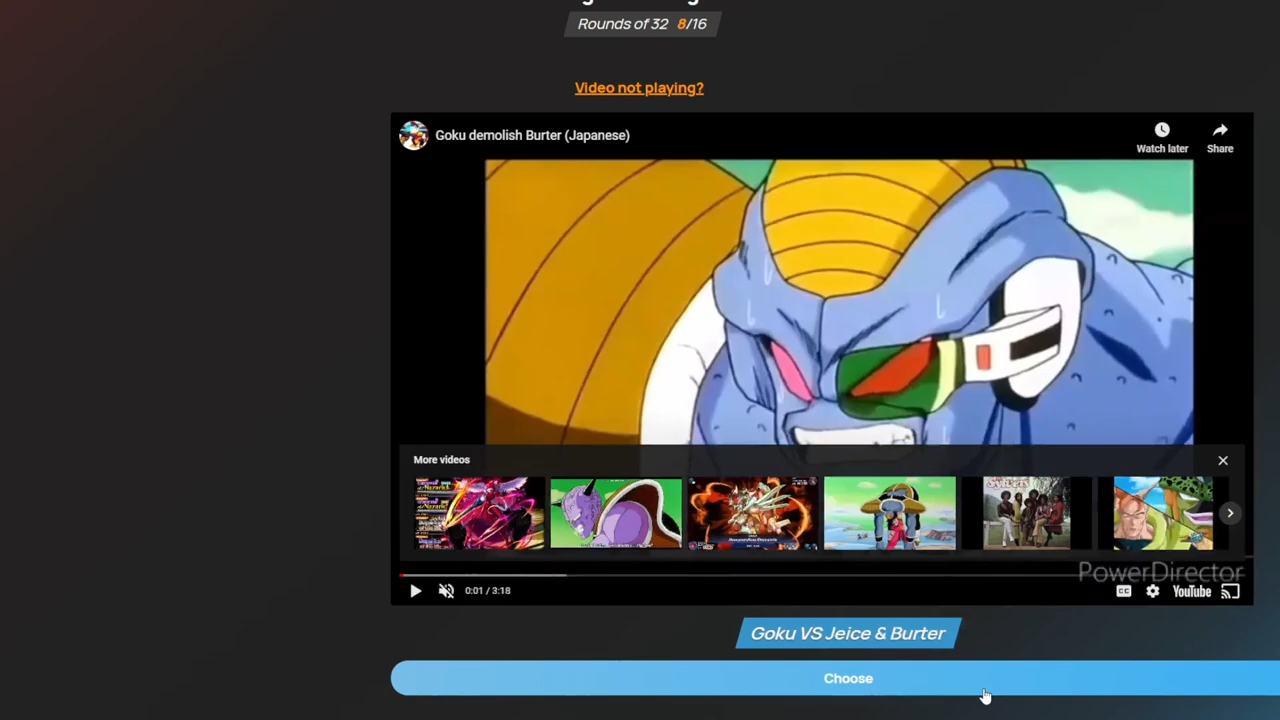 Rounds of 32 8/16
Video not playing?
Goku demolish Burter (Japanese)
Watch later
Share
More videos
PowerDirector
0:01 / 3:18
CC
YouTube
Goku VS Jeice & Burter
Choose